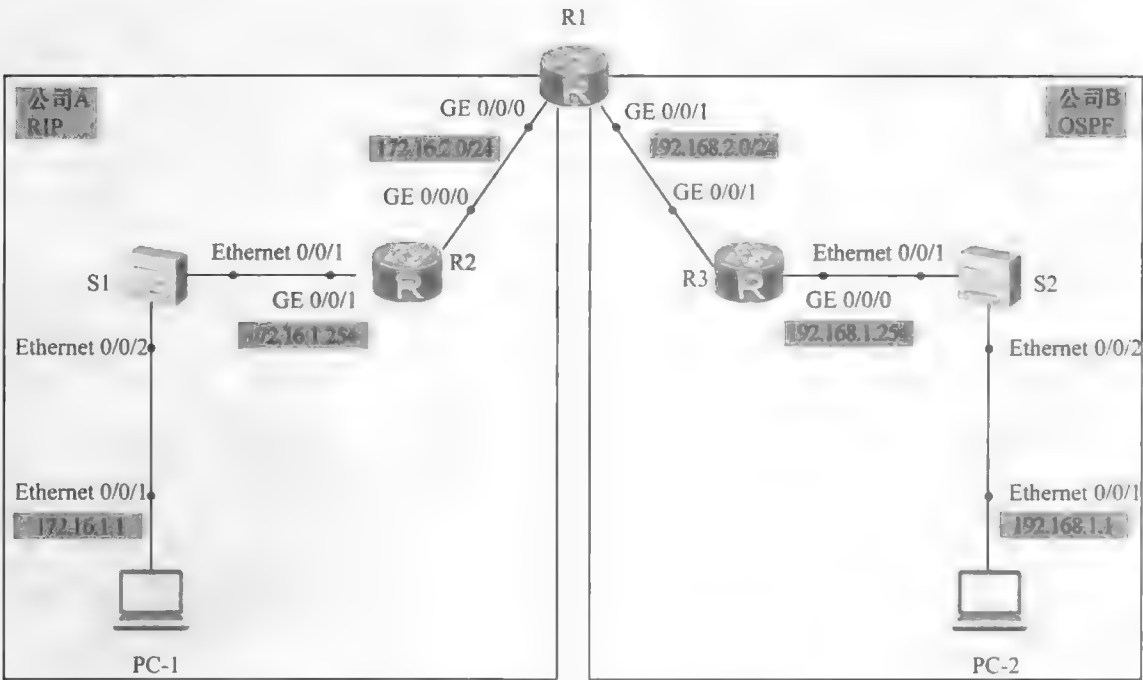 R1
公司A
RIP
公司B
OSPF
GE 0/0/0
GE 0/0/1
172.16.2.0/24
192.168.2.0/24
GE 0/0/0
GE 0/0/1
Ethernet 0/0/1
R2
R3
Ethernet 0/0/1
S1
S2
GE 0/0/1
GE 0/0/0
172.16.1.254
192.168.1.254
Ethernet 0/0/2
Ethernet 0/0/2
Ethernet 0/0/1
Ethernet 0/0/1
172.16.1.1
192.168.1.1
PC-1
PC-2